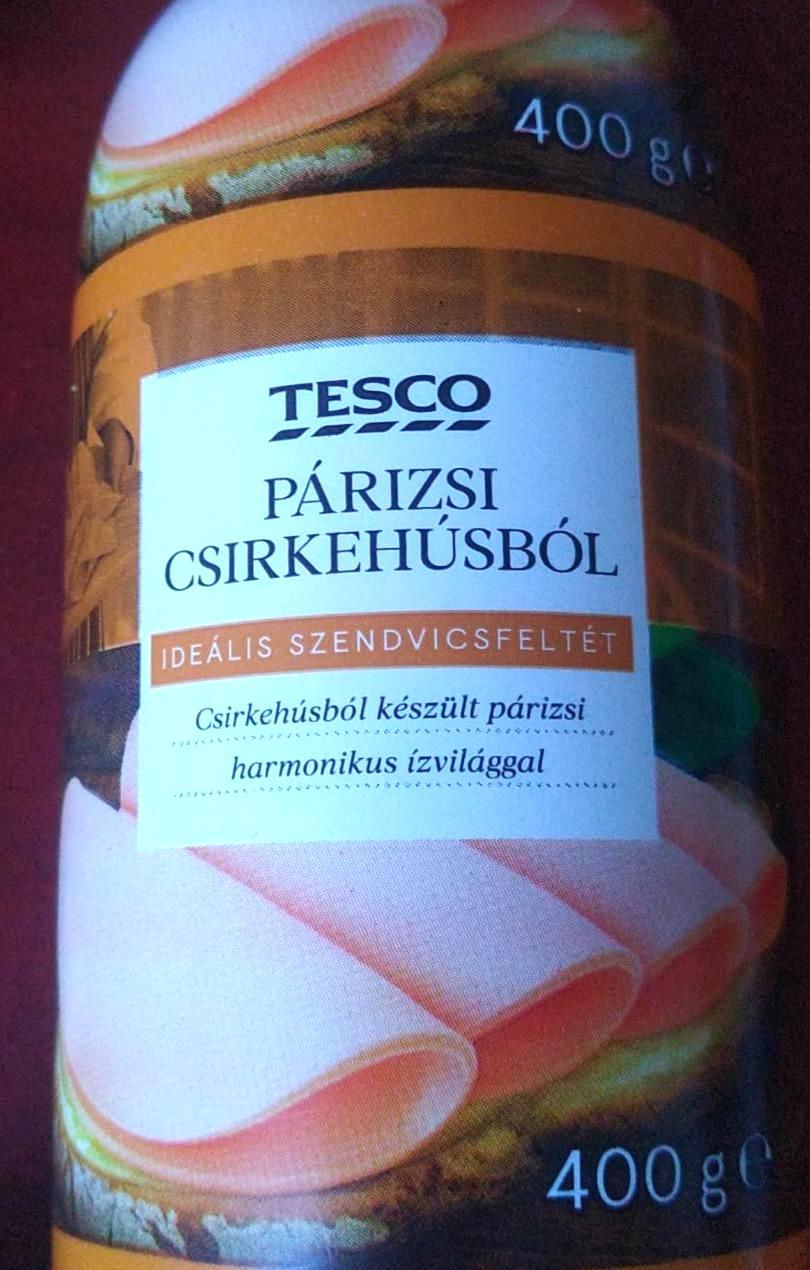 400 g e
TESCO
PÁRIZSI
CSIRKEHÚSBÓL
IDEÁLIS SZENDVICSFELTÉT
Csirkehúsból készült párizsi
harmonikus ízvilággal
400 g e